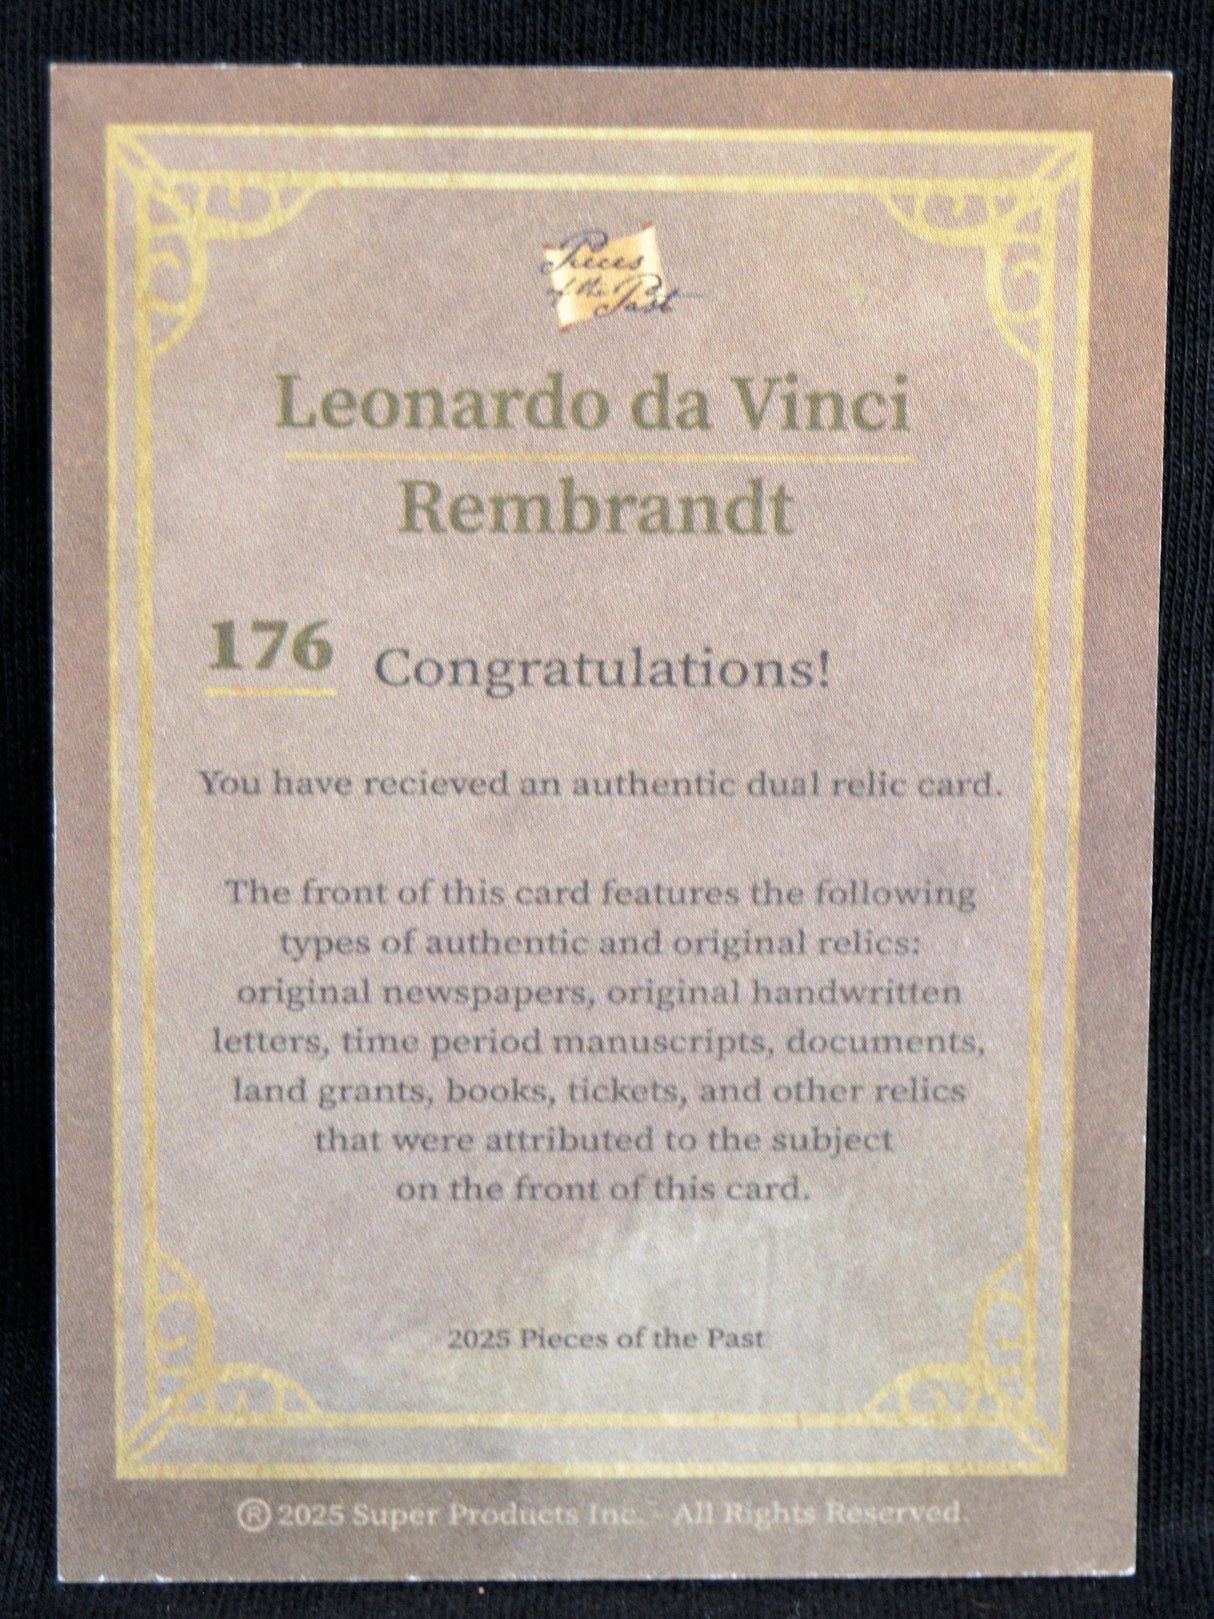 Pieces
of the Past
Leonardo da Vinci
Rembrandt
176 Congratulations!
You have recieved an authentic dual relic card.
The front of this card features the following
types of authentic and original relics:
original newspapers, original handwritten
letters, time period manuscripts, documents,
land grants, books, tickets, and other relics
that were attributed to the subject
on the front of this card.
2025 Pieces of the Past
® 2025 Super Products Inc. - All Rights Reserved.